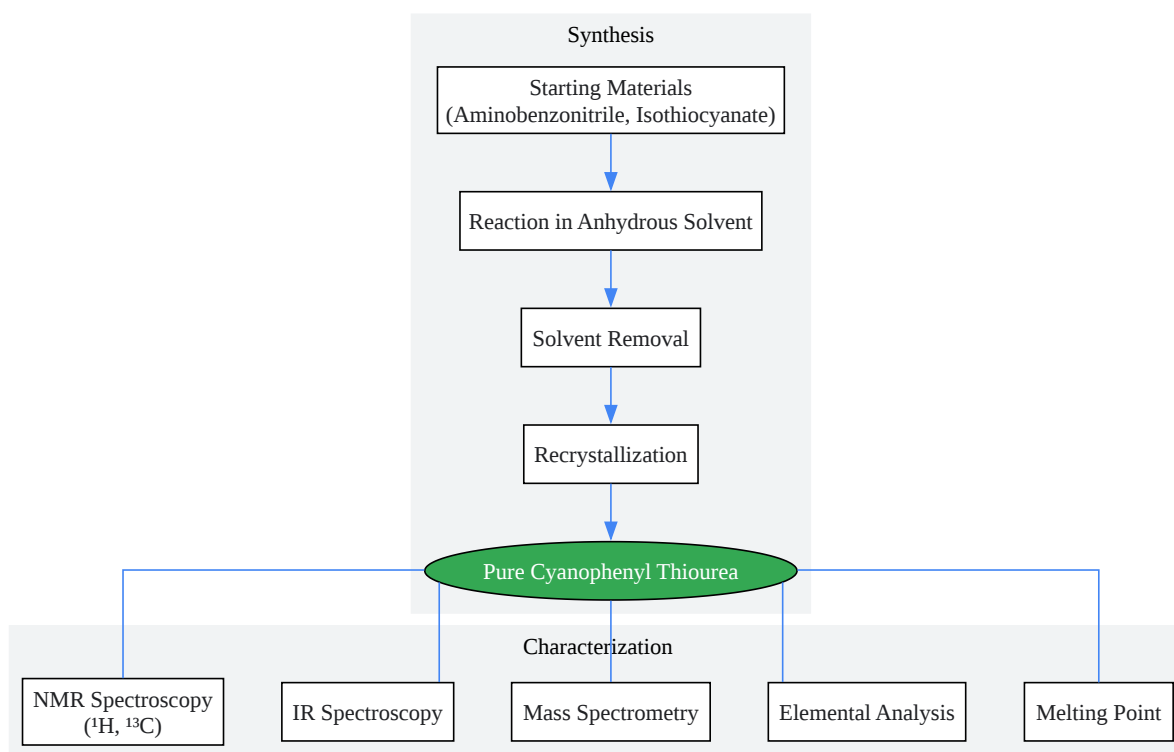 Synthesis
Starting Materials
(Aminobenzonitrile, Isothiocyanate)
Reaction in Anhydrous Solvent
Solvent Removal
Recrystallization
Pure Cyanophenyl Thiourea
Characterization
NMR Spectroscopy
(¹H, ¹³C)
IR Spectroscopy
Mass Spectrometry
Elemental Analysis
Melting Point